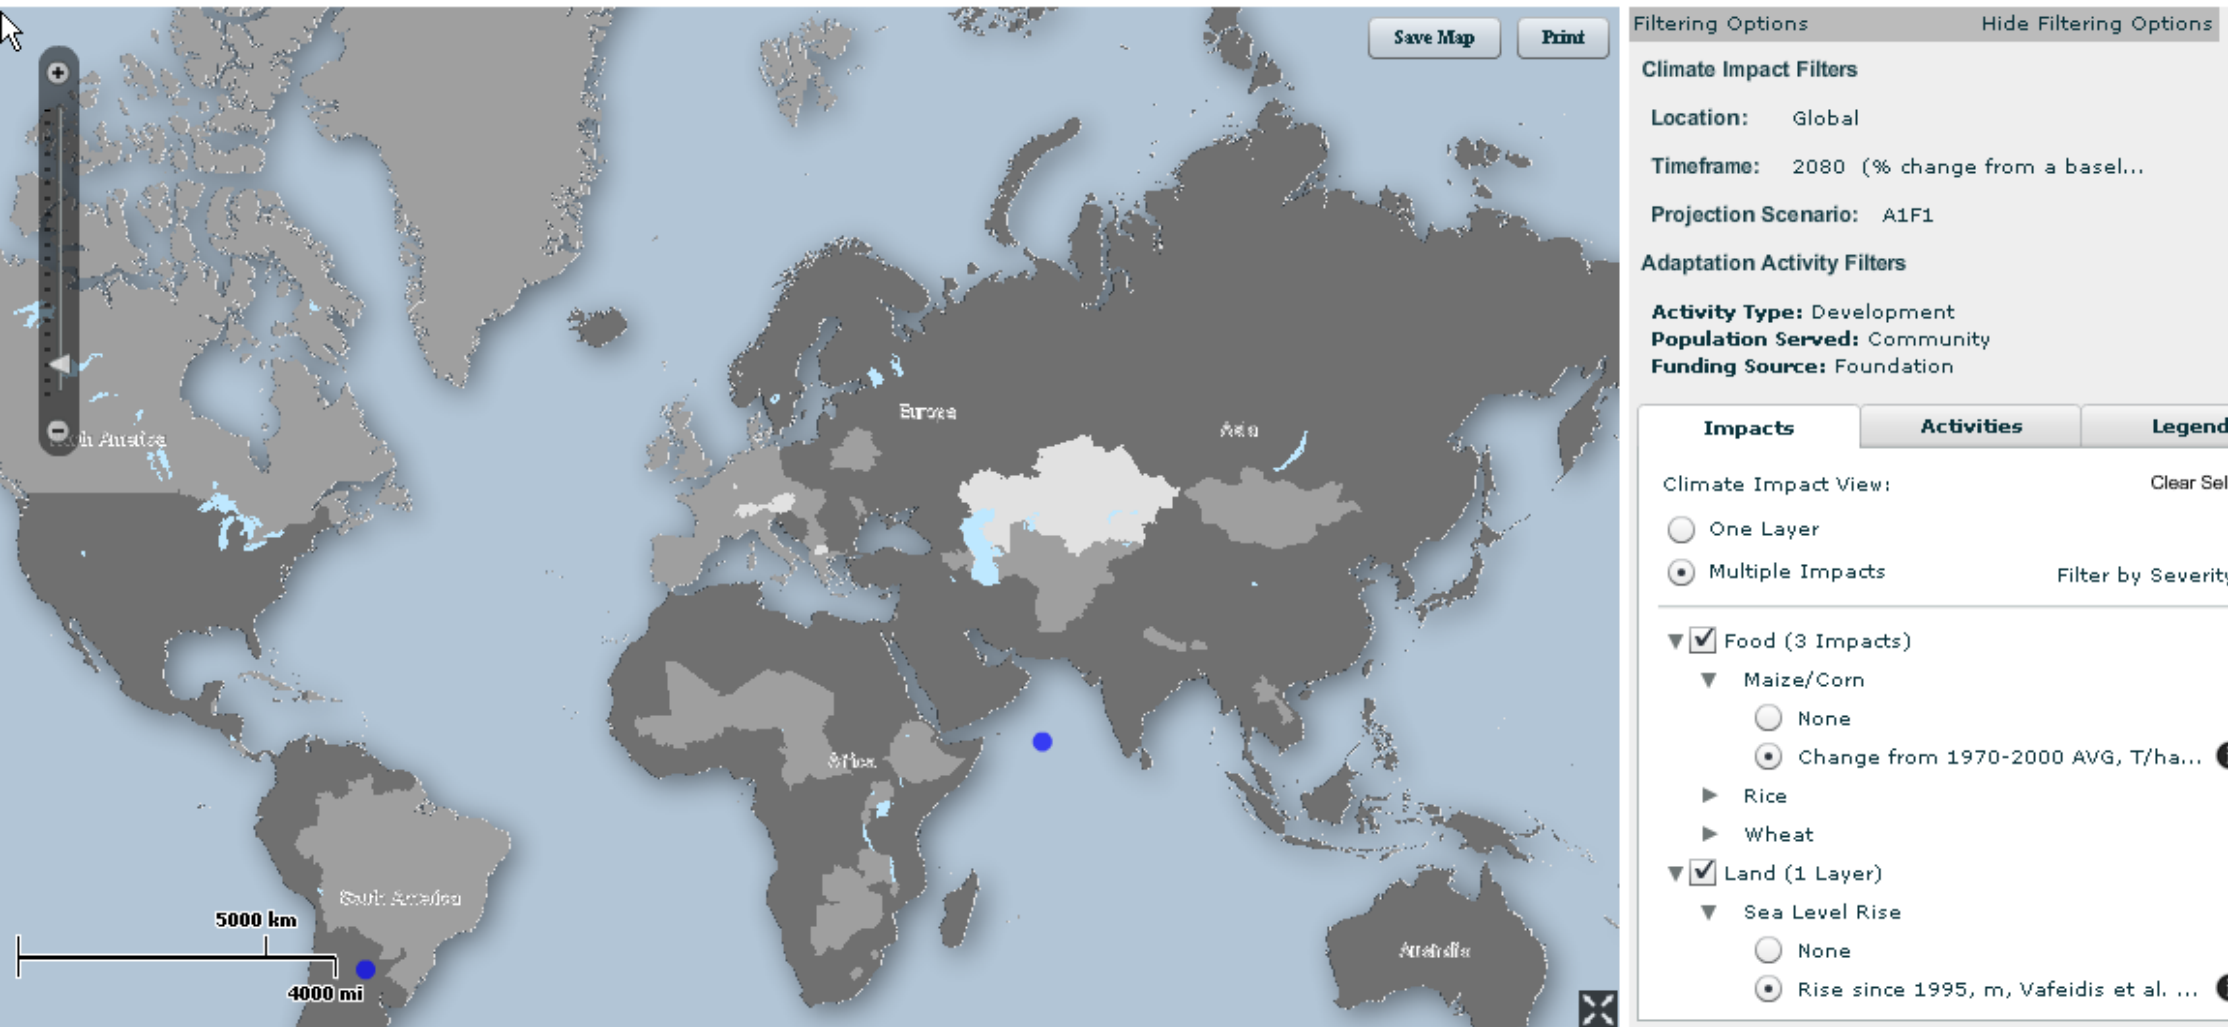 Save Map
Print
Europe
Asia
Africa
South America
Australia
5000 km
4000 mi
Filtering Options
Hide Filtering Options
Climate Impact Filters
Location: Global
Timeframe: 2080 (% change from a basel...
Projection Scenario: A1F1
Adaptation Activity Filters
Activity Type: Development
Population Served: Community
Funding Source: Foundation
Impacts
Activities
Legend
Climate Impact View:
Clear Sel
One Layer
Multiple Impacts
Filter by Severity
Food (3 Impacts)
Maize/Corn
None
Change from 1970-2000 AVG, T/ha...
Rice
Wheat
Land (1 Layer)
Sea Level Rise
None
Rise since 1995, m, Vafeidis et al. ...